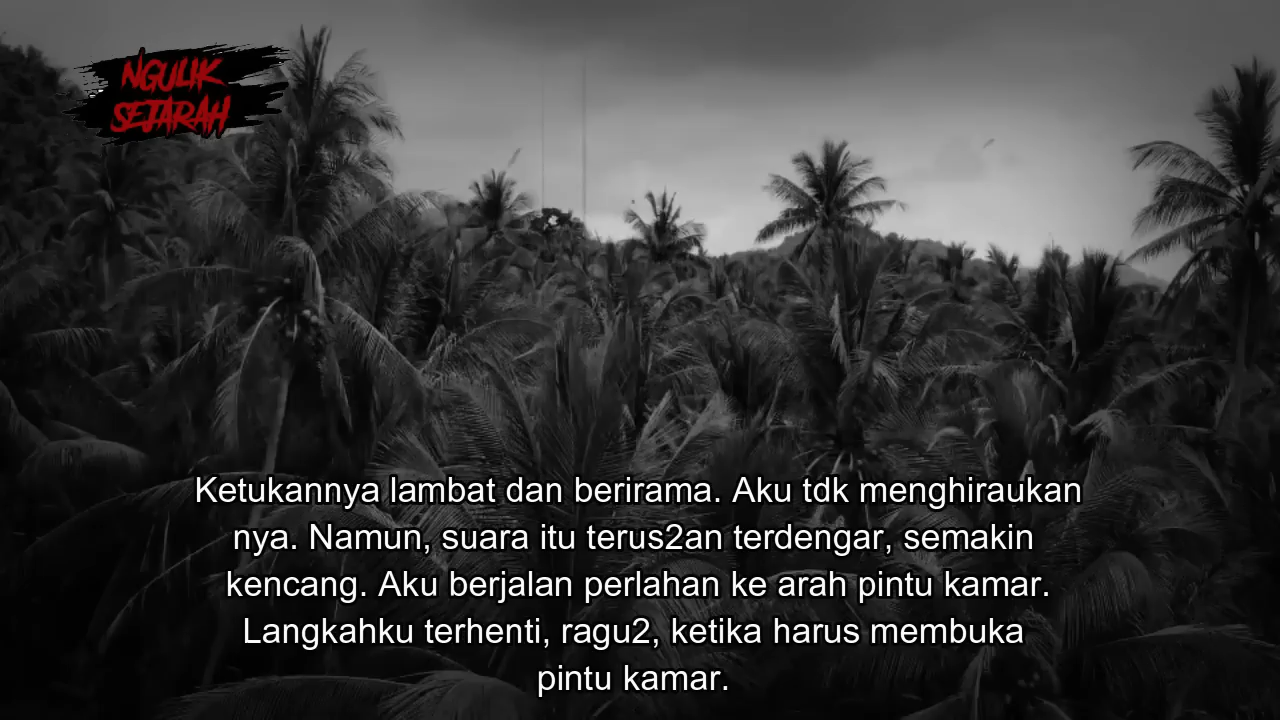 NGULIK
SEJARAH
Ketukannya lambat dan berirama. Aku tdk menghiraukan
nya. Namun, suara itu terus2an terdengar, semakin
kencang. Aku berjalan perlahan ke arah pintu kamar.
Langkahku terhenti, ragu2, ketika harus membuka
pintu kamar.